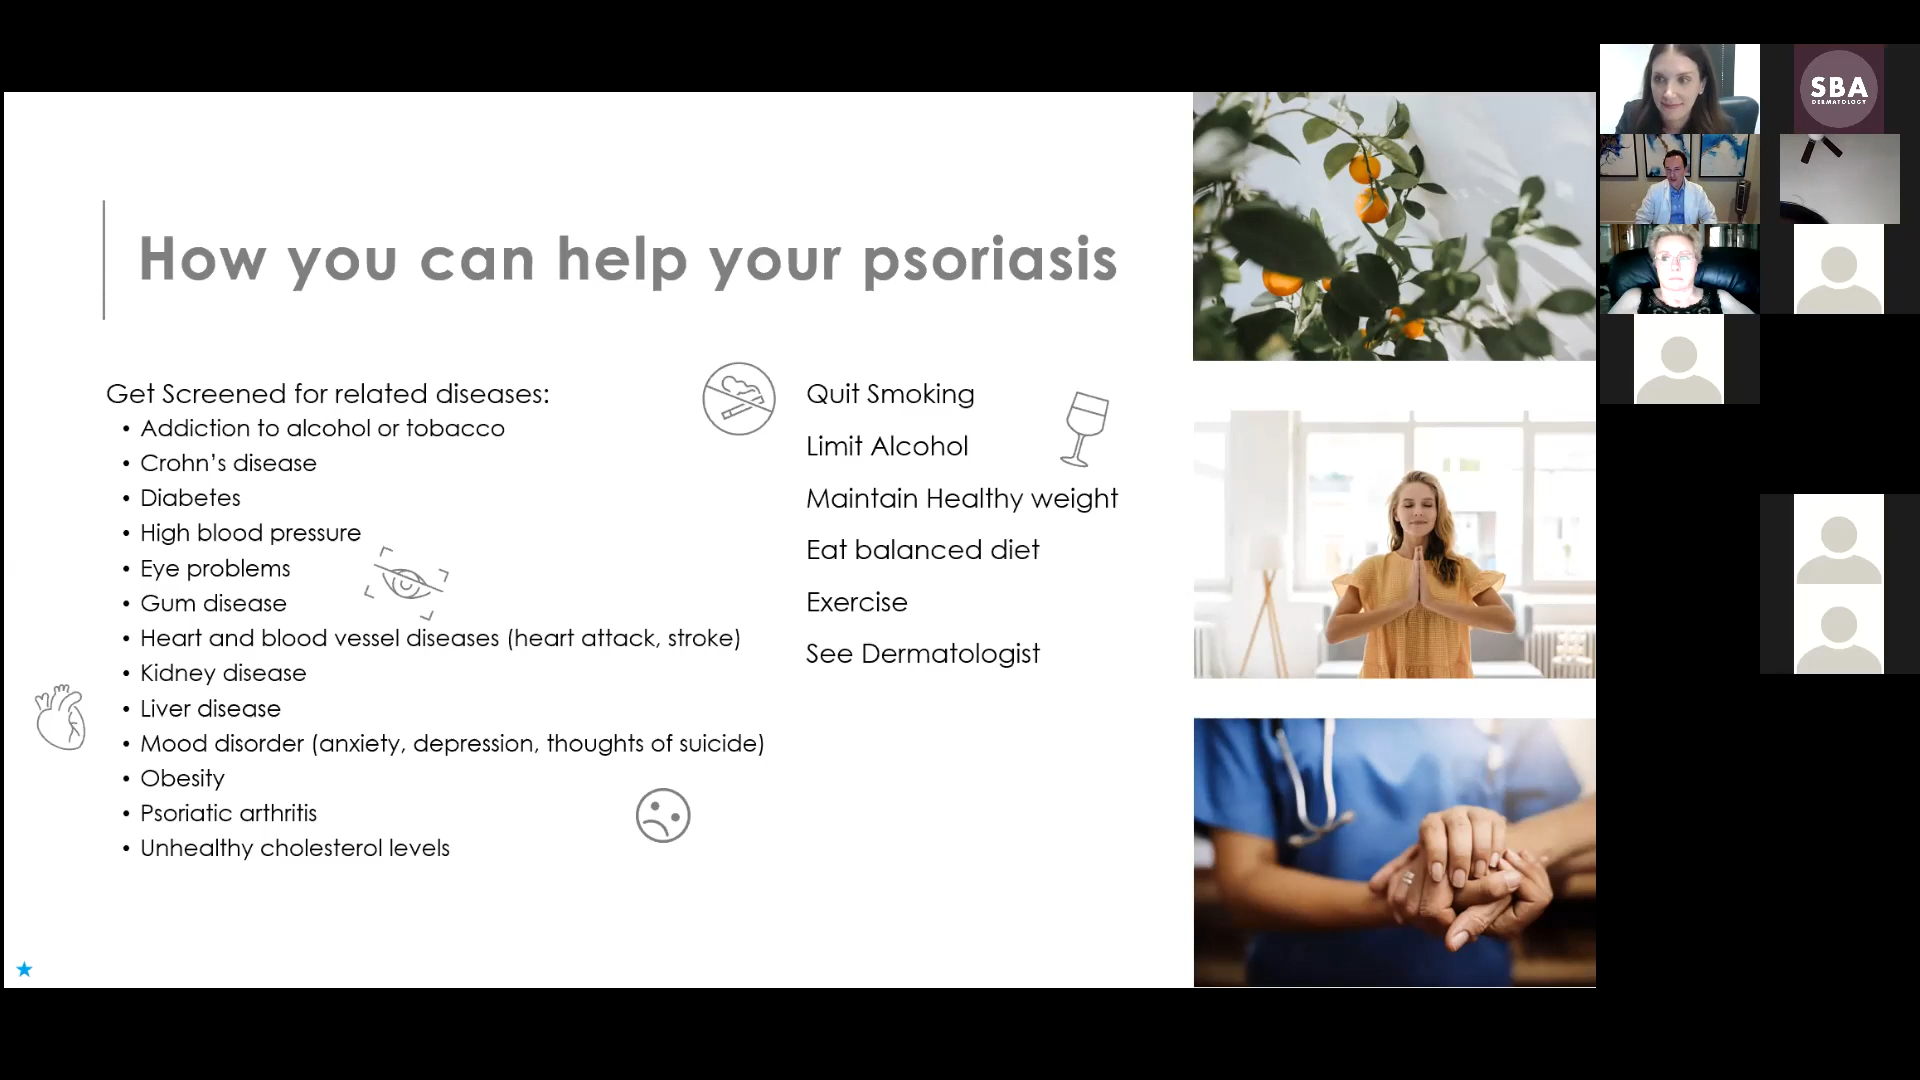 How you can help your psoriasis
Get Screened for related diseases:
• Addiction to alcohol or tobacco
• Crohn’s disease
• Diabetes
• High blood pressure
• Eye problems
• Gum disease
• Heart and blood vessel diseases (heart attack, stroke)
• Kidney disease
• Liver disease
• Mood disorder (anxiety, depression, thoughts of suicide)
• Obesity
• Psoriatic arthritis
• Unhealthy cholesterol levels
Quit Smoking
Limit Alcohol
Maintain Healthy weight
Eat balanced diet
Exercise
See Dermatologist
SBA
DERMATOLOGY